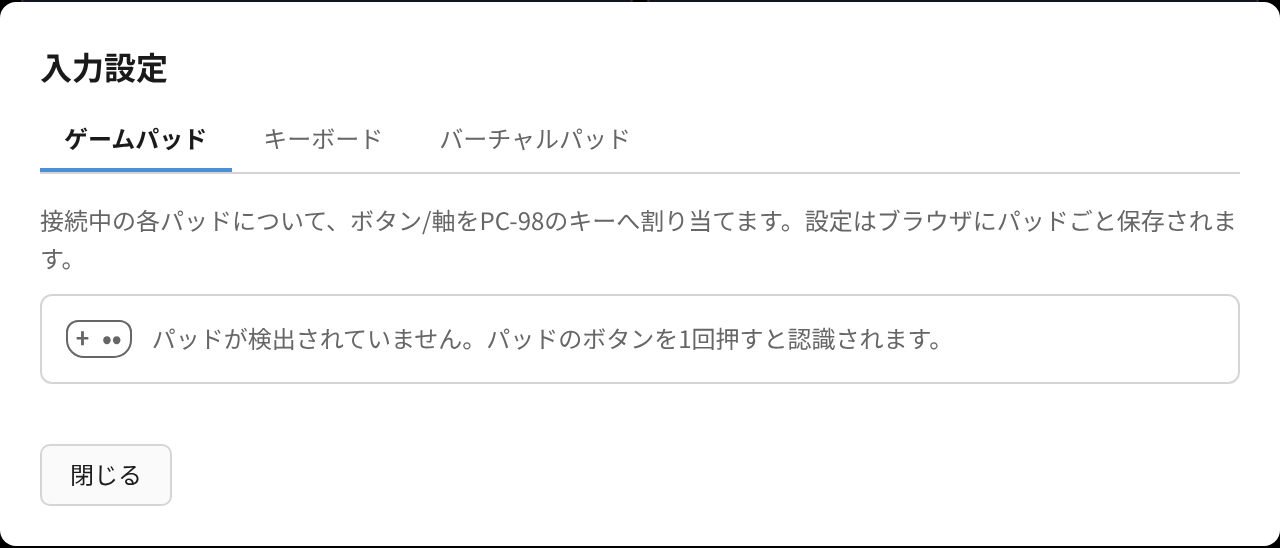 入力設定
ゲームパッド キーボード バーチャルパッド
接続中の各パッドについて、ボタン/軸をPC-98のキーへ割り当てます。設定はブラウザにパッドごと保存されま
す。
パッドが検出されていません。パッドのボタンを1回押すと認識されます。
閉じる